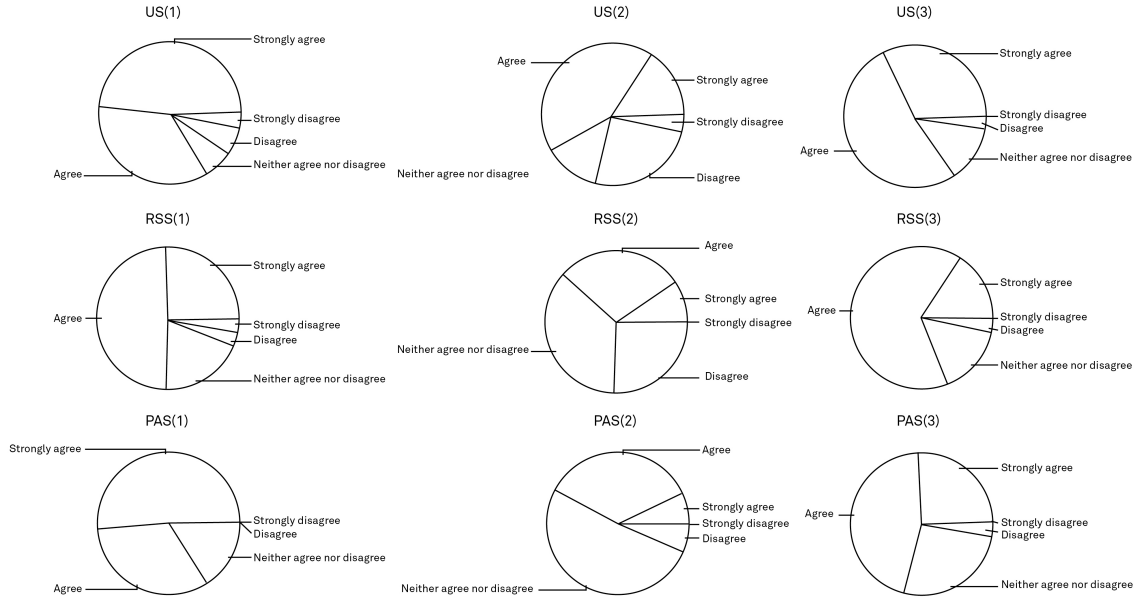 US(1)
Strongly agree
Strongly disagree
Disagree
Neither agree nor disagree
Agree
US(2)
Agree
Strongly agree
Strongly disagree
Neither agree nor disagree
Disagree
US(3)
Strongly agree
Strongly disagree
Disagree
Agree
Neither agree nor disagree
RSS(1)
Strongly agree
Agree
Strongly disagree
Disagree
Neither agree nor disagree
RSS(2)
Agree
Strongly agree
Strongly disagree
Neither agree nor disagree
Disagree
RSS(3)
Strongly agree
Agree
Strongly disagree
Disagree
Neither agree nor disagree
PAS(1)
Strongly agree
Strongly disagree
Disagree
Neither agree nor disagree
Agree
PAS(2)
Agree
Strongly agree
Strongly disagree
Disagree
Neither agree nor disagree
PAS(3)
Strongly agree
Agree
Strongly disagree
Disagree
Neither agree nor disagree